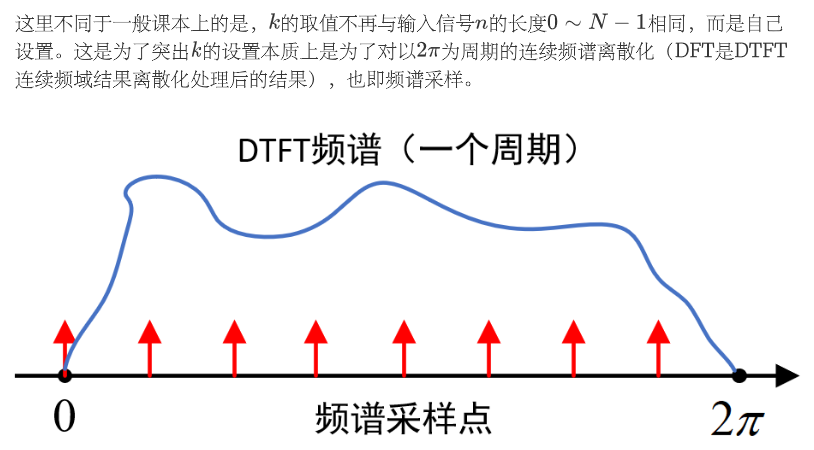 这里不同于一般课本上的是，k的取值不再与输入信号n的长度0 ∼ N − 1相同，而是自己
设置。这是为了突出k的设置本质上是为了对以2π为周期的连续频谱离散化（DFT是DTFT
连续频域结果离散化处理后的结果），也即频谱采样。
DTFT频谱（一个周期）
0 频谱采样点 2π